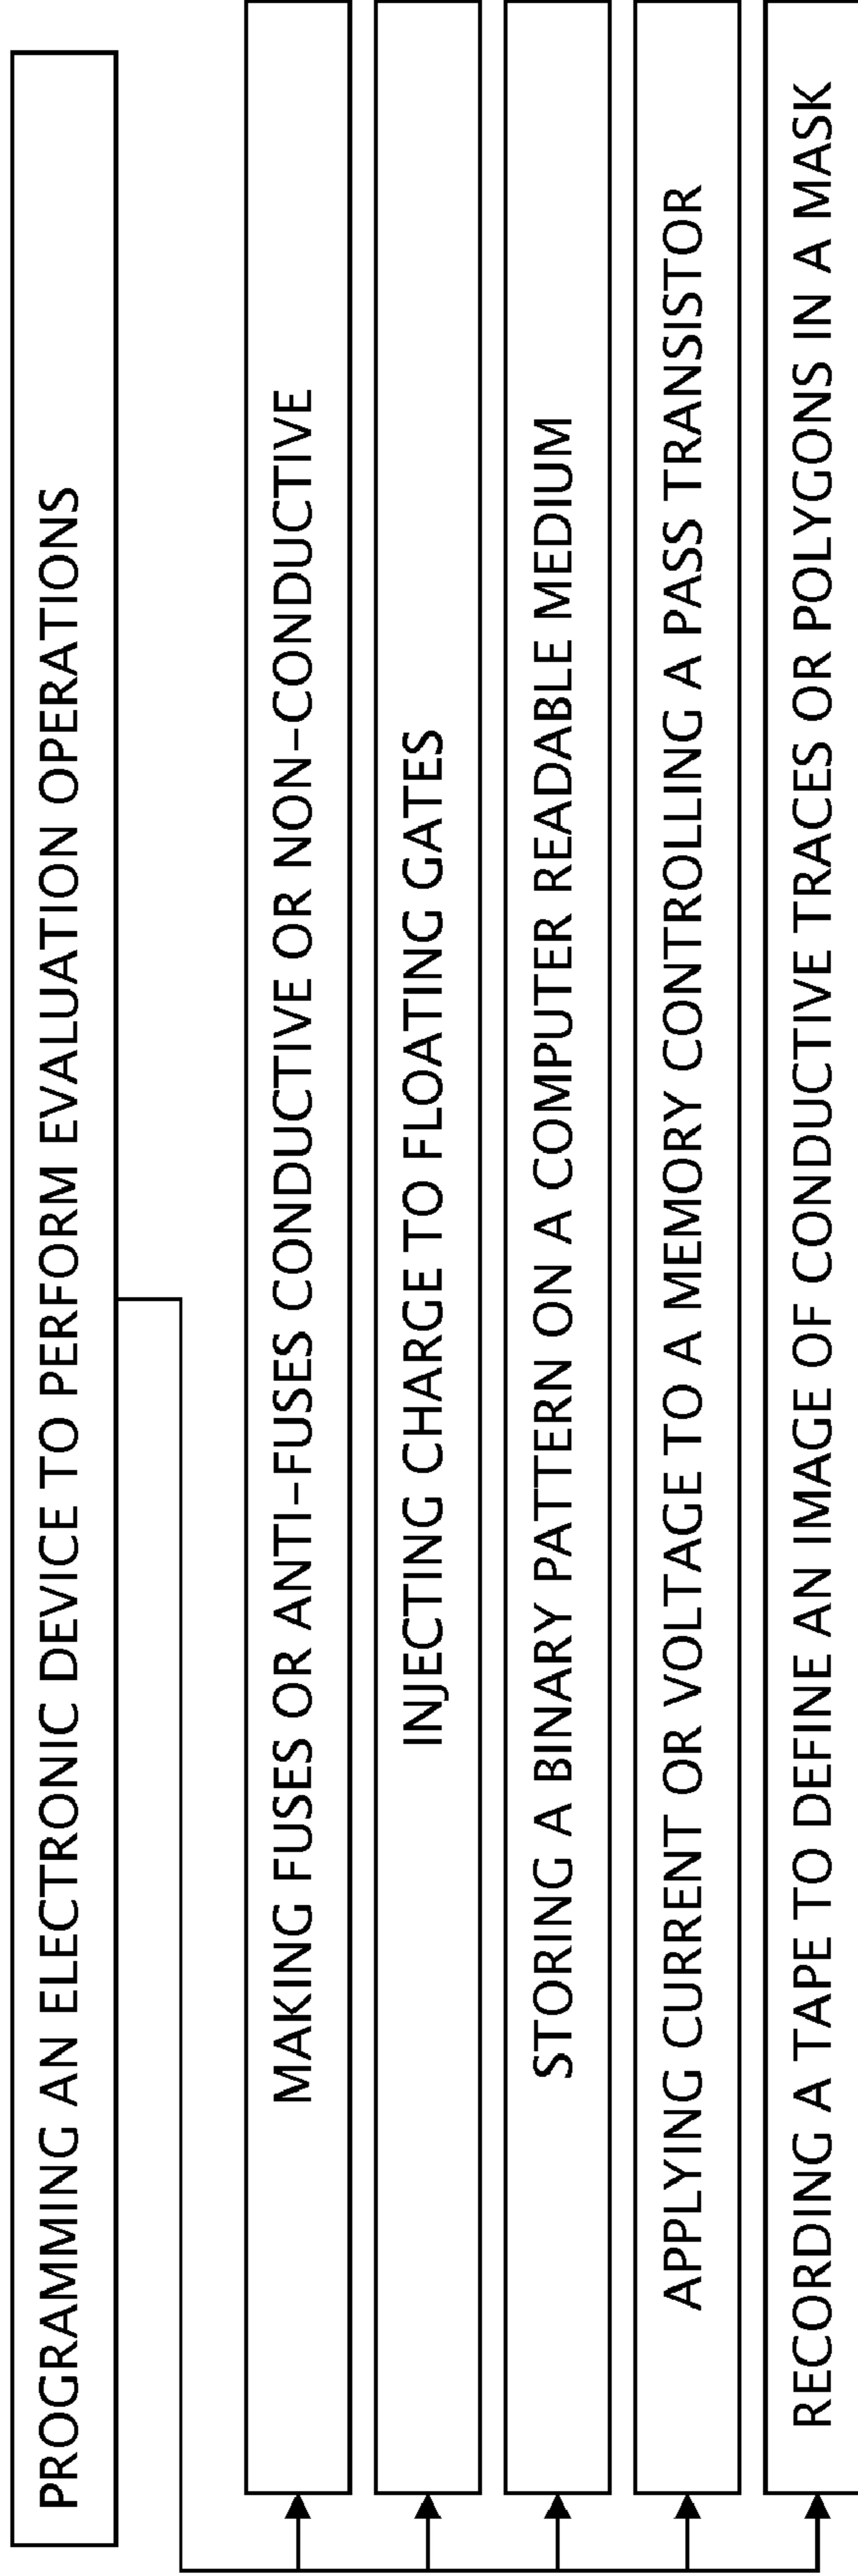 PROGRAMMING AN ELECTRONIC DEVICE TO PERFORM EVALUATION OPERATIONS
MAKING FUSES OR ANTI-FUSES CONDUCTIVE OR NON-CONDUCTIVE
INJECTING CHARGE TO FLOATING GATES
STORING A BINARY PATTERN ON A COMPUTER READABLE MEDIUM
APPLYING CURRENT OR VOLTAGE TO A MEMORY CONTROLLING A PASS TRANSISTOR
RECORDING A TAPE TO DEFINE AN IMAGE OF CONDUCTIVE TRACES OR POLYGONS IN A MASK